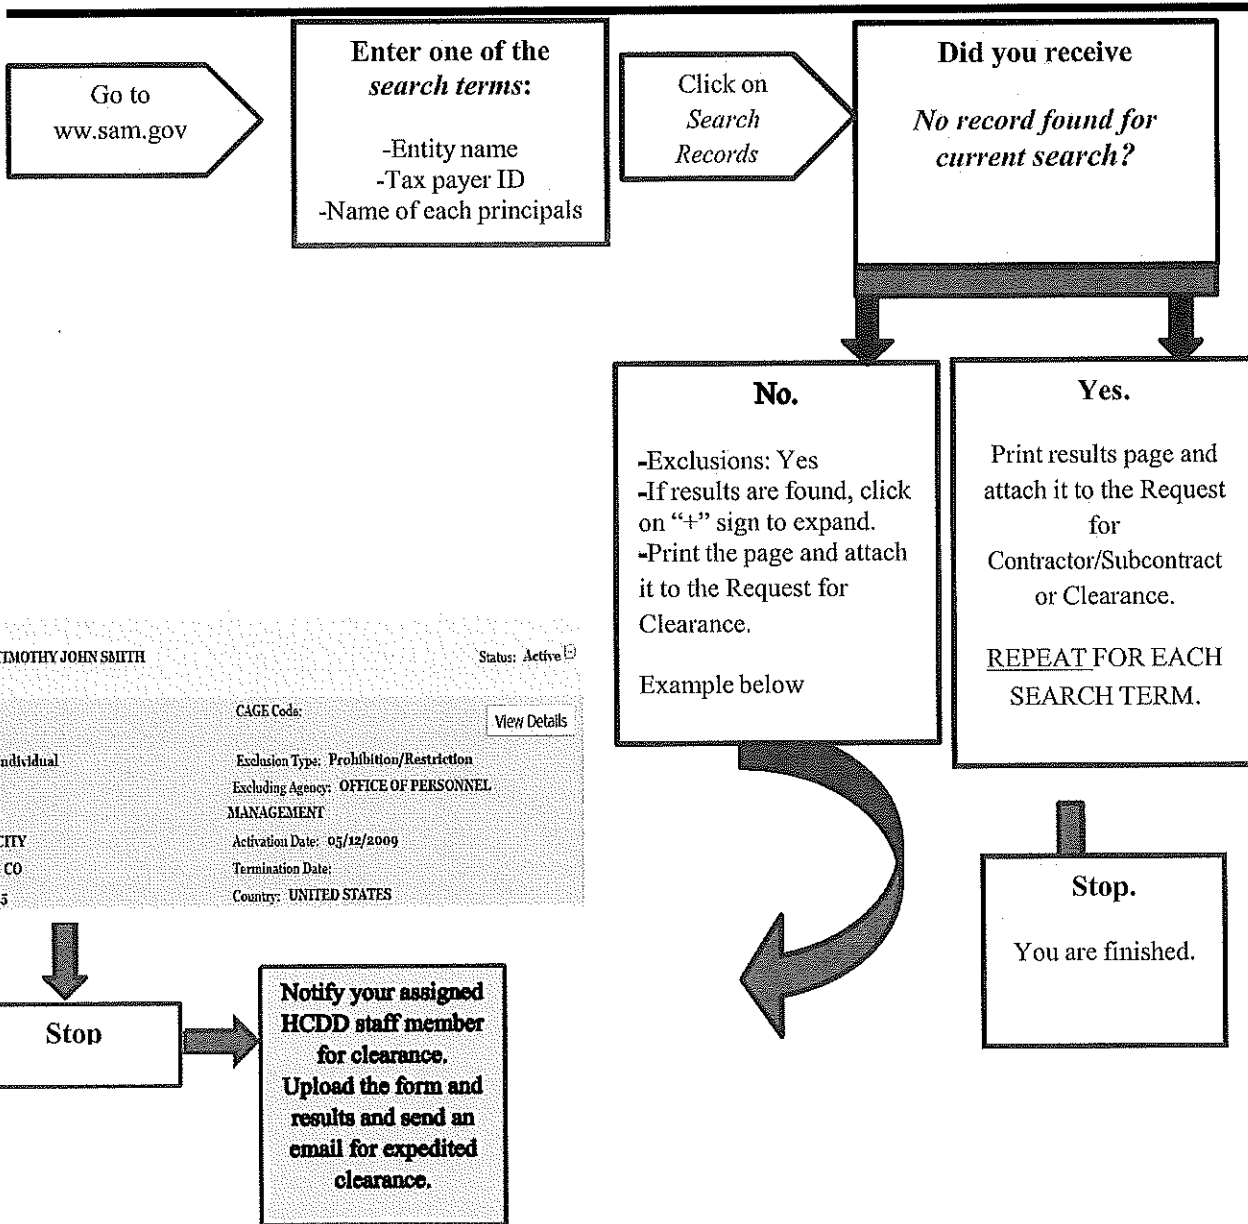 Go to
ww.sam.gov
Enter one of the
search terms:
-Entity name
-Tax payer ID
-Name of each principals
Click on
Search
Records
Did you receive
No record found for
current search?
No.
-Exclusions: Yes
-If results are found, click
on “+” sign to expand.
-Print the page and attach
it to the Request for
Clearance.
Example below
Yes.
Print results page and
attach it to the Request
for
Contractor/Subcontract
or Clearance.
REPEAT FOR EACH
SEARCH TERM.
TIMOTHY JOHN SMITH Status: Active
CAGE Code: View Details
ndividual Exclusion Type: Prohibition/Restriction
Excluding Agency: OFFICE OF PERSONNEL
MANAGEMENT
CITY Activation Date: 05/12/2009
CO Termination Date:
5 Country: UNITED STATES
Stop.
You are finished.
Stop
Notify your assigned
HCDD staff member
for clearance.
Upload the form and
results and send an
email for expedited
clearance.